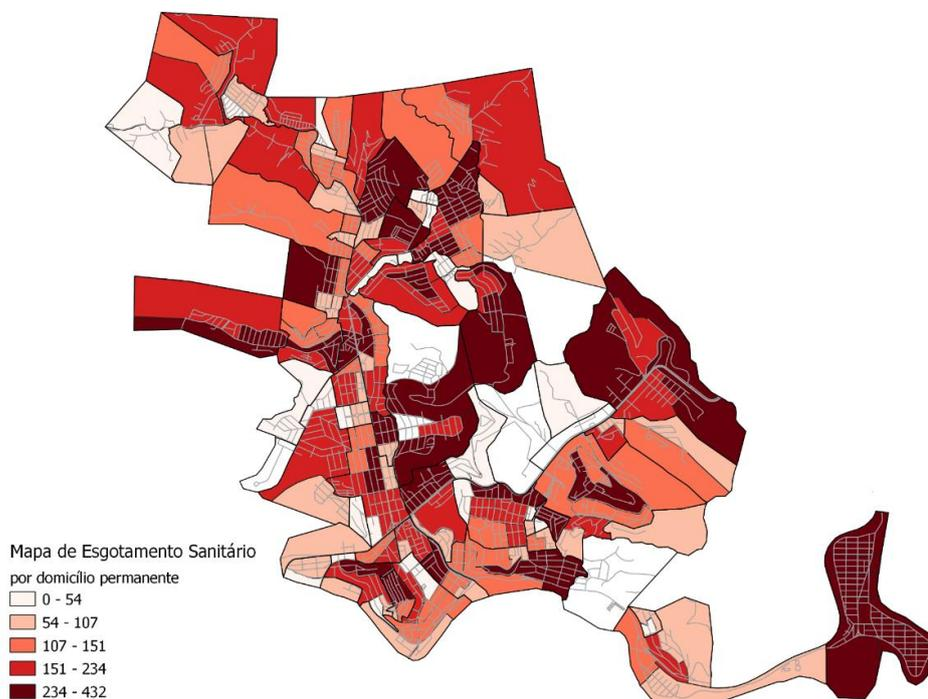 Mapa de Esgotamento Sanitário
por domicílio permanente
0 - 54
54 - 107
107 - 151
151 - 234
234 - 432